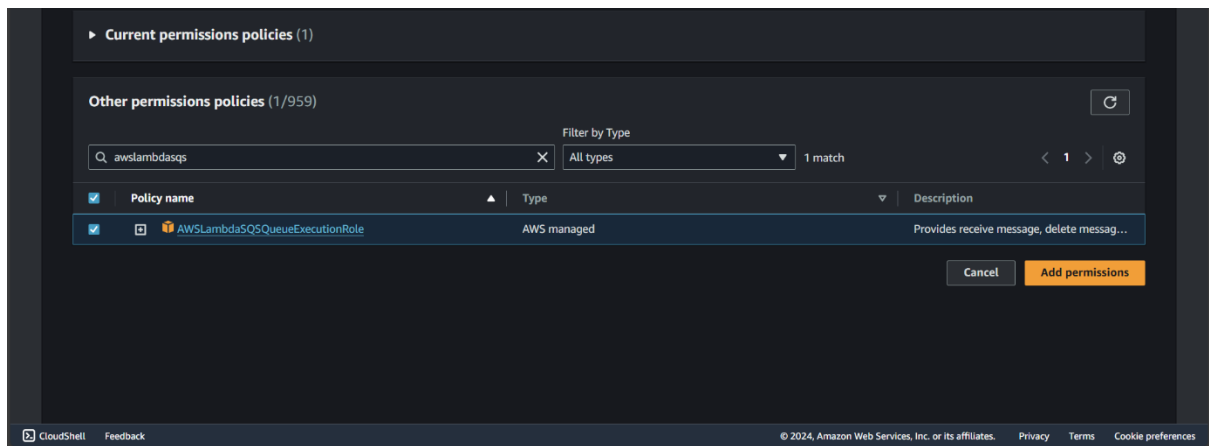 Current permissions policies (1)
Other permissions policies (1/959)
Filter by Type
awslambdasqs All types 1 match 1
Policy name Type Description
AWSLambdaSQSQueueExecutionRole AWS managed Provides receive message, delete messag...
Cancel Add permissions
CloudShell Feedback © 2024, Amazon Web Services, Inc. or its affiliates. Privacy Terms Cookie preferences